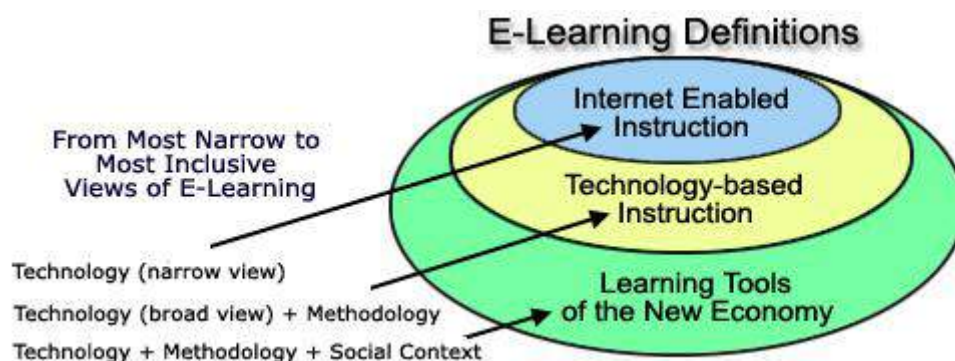 E-Learning Definitions
Internet Enabled
Instruction
From Most Narrow to
Most Inclusive
Views of E-Learning
Technology-based
Instruction
Technology (narrow view)
Learning Tools
of the New Economy
Technology (broad view) + Methodology
Technology + Methodology + Social Context